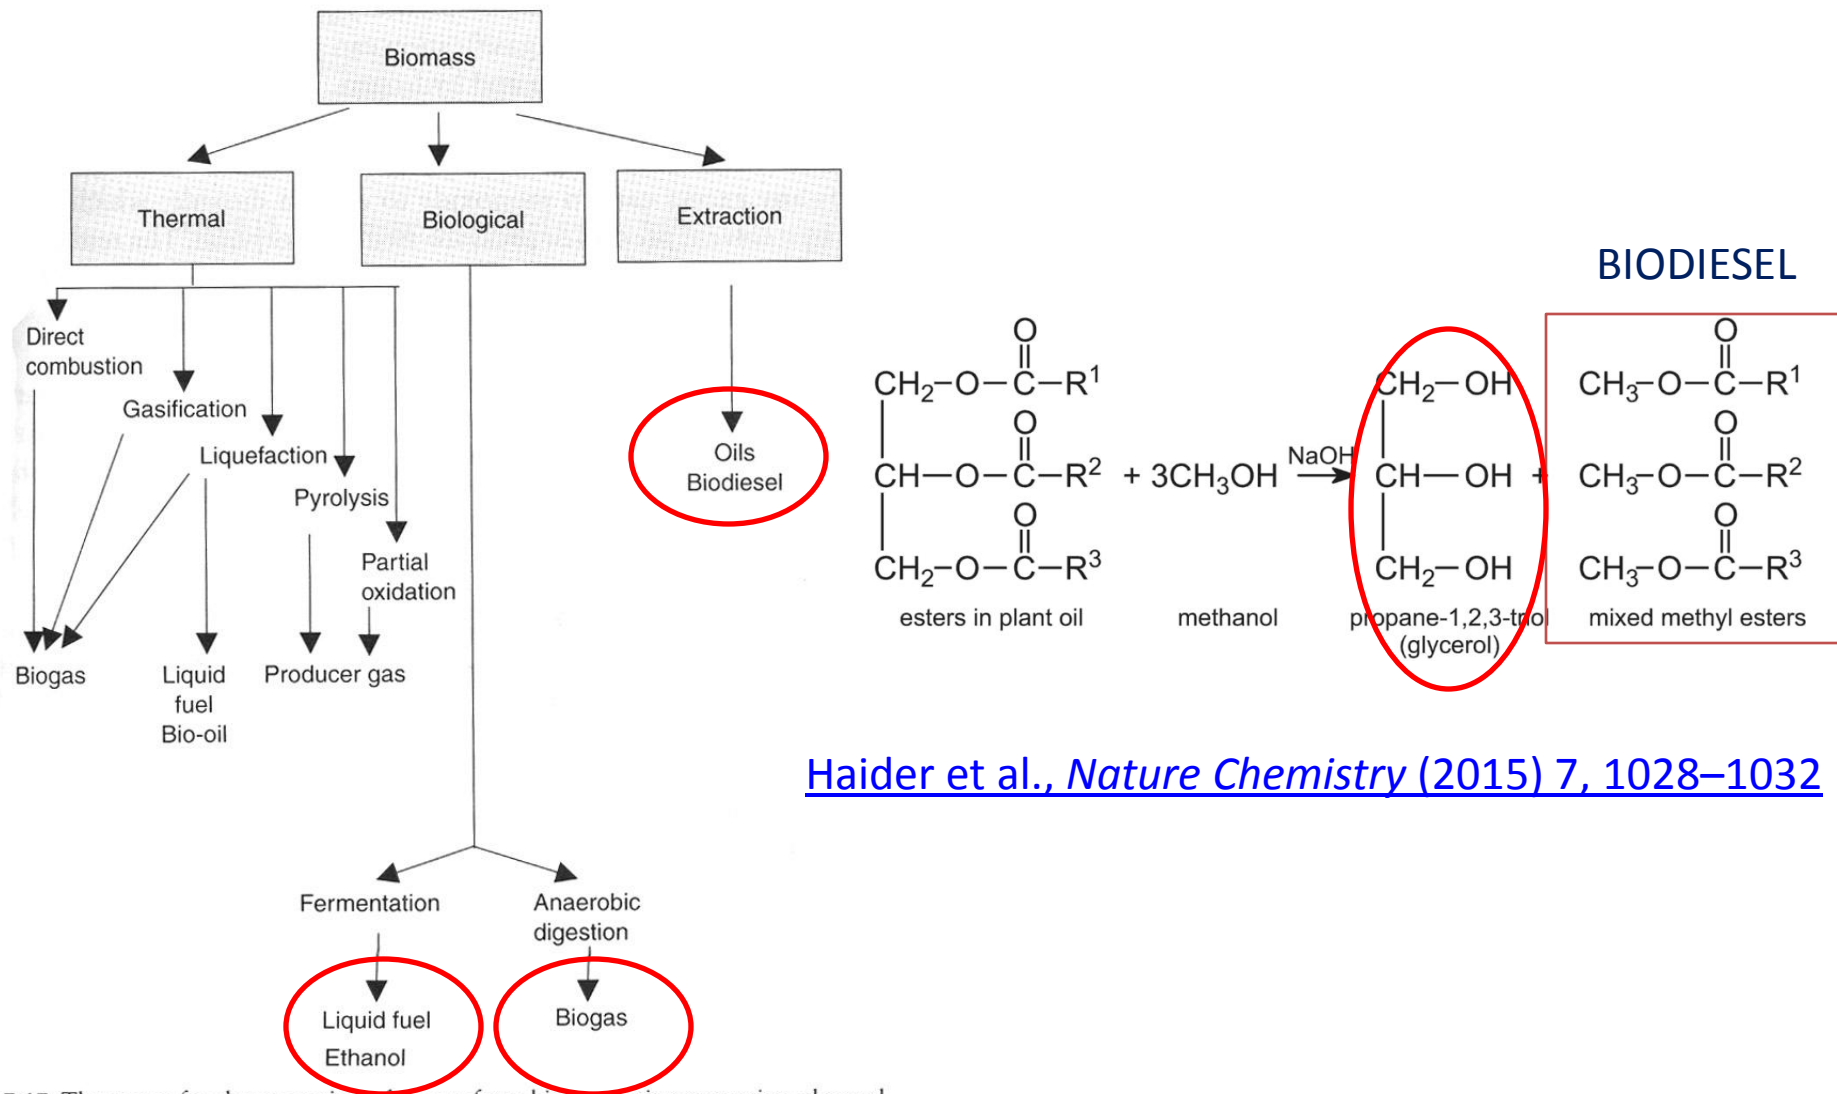 Biomass
Thermal
Biological
Extraction
Direct
combustion
Gasification
Liquefaction
Pyrolysis
Partial
oxidation
Biogas
Liquid
fuel
Bio-oil
Producer gas
Oils
Biodiesel
Fermentation
Anaerobic
digestion
Liquid fuel
Ethanol
Biogas
BIODIESEL
O
CH₂–O–C–R¹
O
CH–O–C–R²
O
CH₂–O–C–R³
esters in plant oil
+ 3CH₃OH
methanol
NaOH
CH₂–OH
CH–OH
CH₂–OH
propane-1,2,3-triol
(glycerol)
+
O
CH₃–O–C–R¹
O
CH₃–O–C–R²
O
CH₃–O–C–R³
mixed methyl esters
Haider et al., Nature Chemistry (2015) 7, 1028–1032